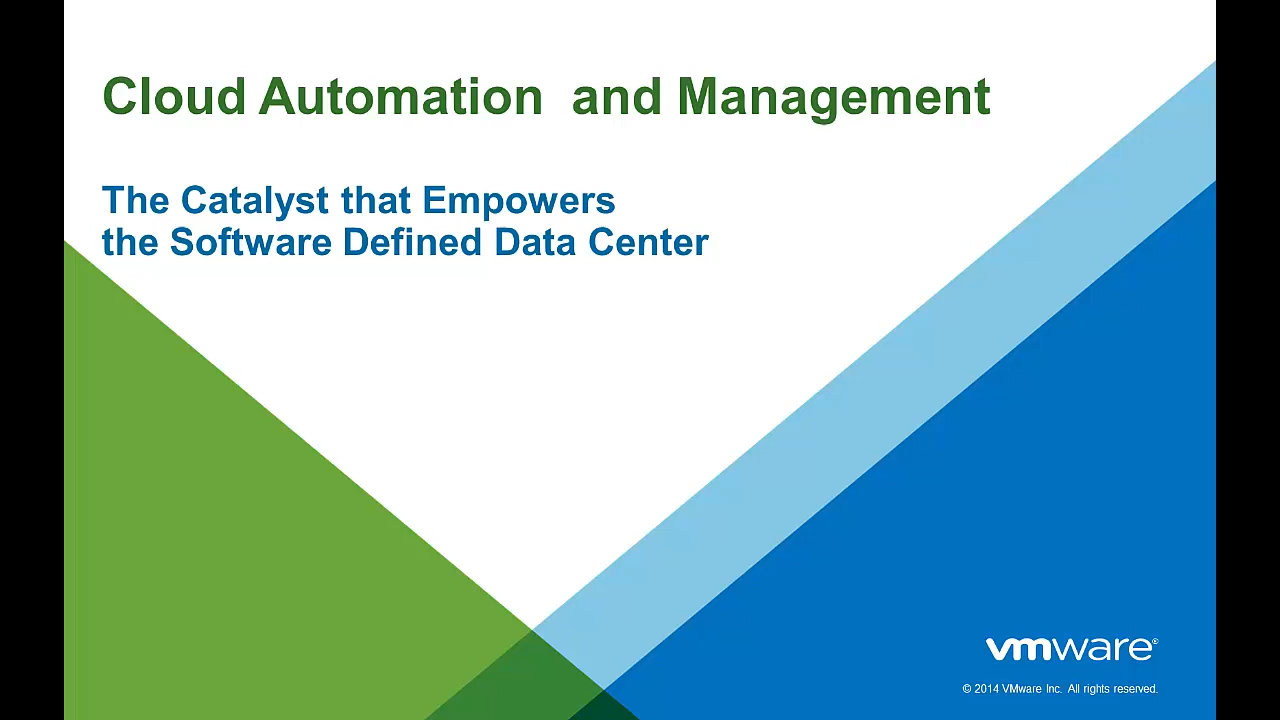 Cloud Automation  and Management
The Catalyst that Empowers
the Software Defined Data Center
vmware®
© 2014 VMware Inc. All rights reserved.